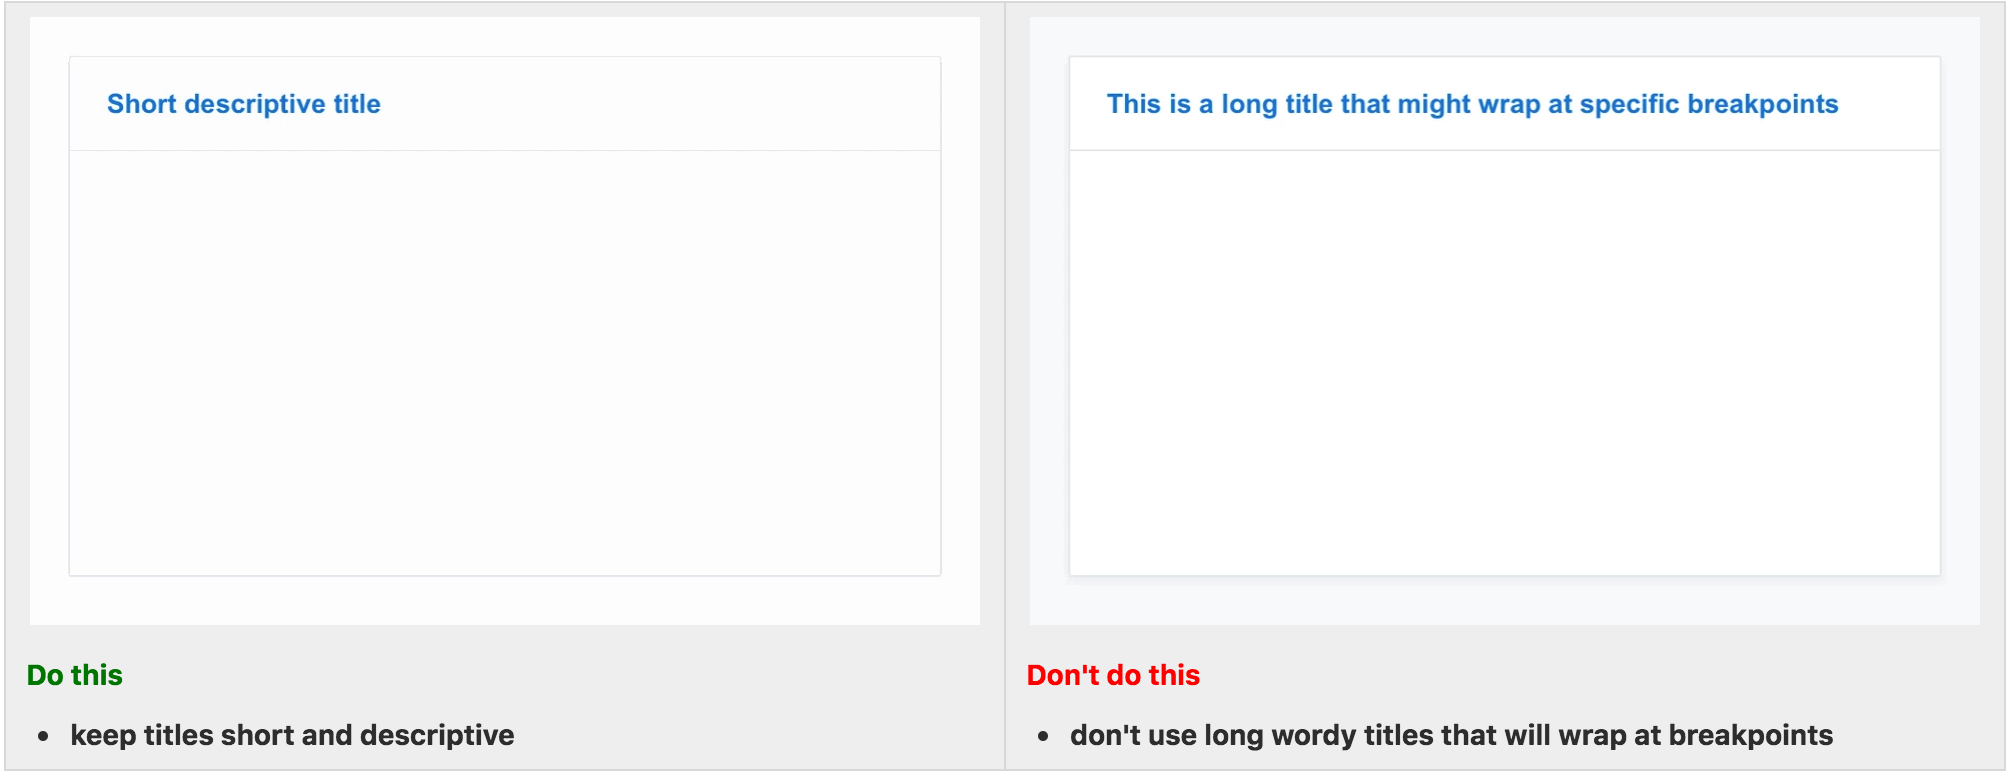 Short descriptive title
Do this
• keep titles short and descriptive
This is a long title that might wrap at specific breakpoints
Don't do this
• don't use long wordy titles that will wrap at breakpoints